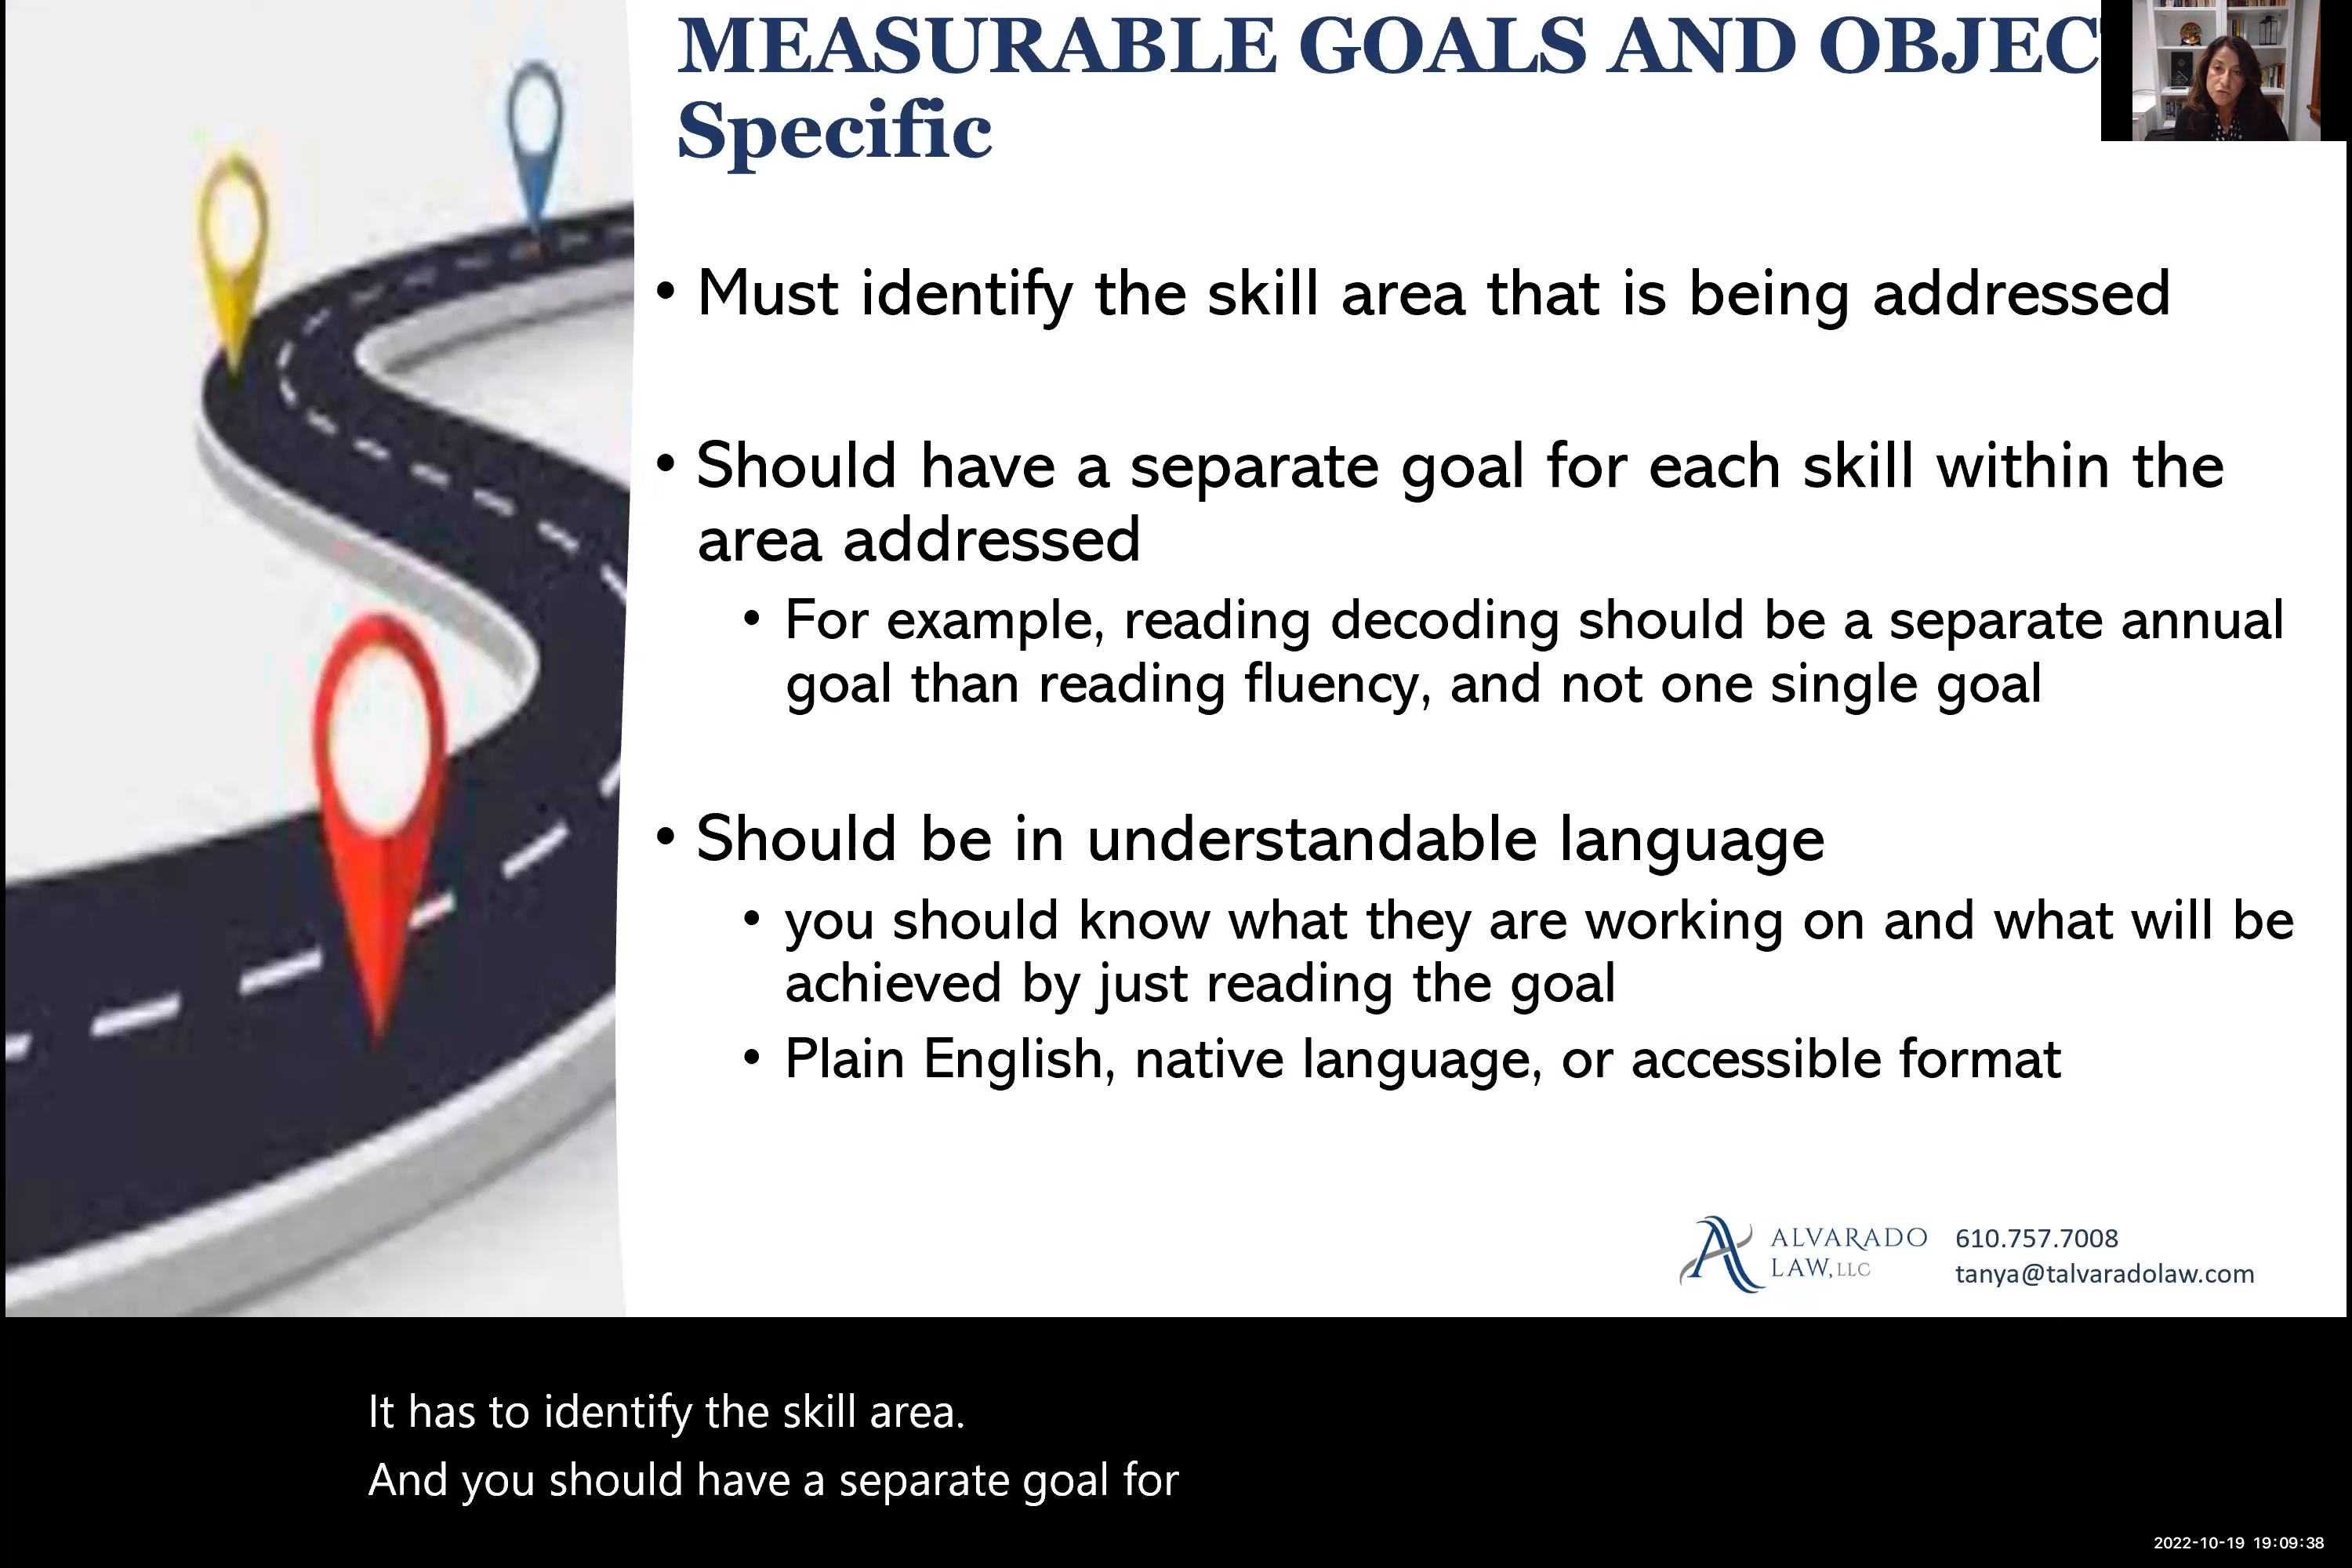 MEASURABLE GOALS AND OBJEC
Specific
• Must identify the skill area that is being addressed
• Should have a separate goal for each skill within the
area addressed
• For example, reading decoding should be a separate annual
goal than reading fluency, and not one single goal
• Should be in understandable language
• you should know what they are working on and what will be
achieved by just reading the goal
• Plain English, native language, or accessible format
ALVARADO
LAW, LLC
610.757.7008
tanya@talvaradolaw.com
It has to identify the skill area.
And you should have a separate goal for
2022-10-19 19:09:38